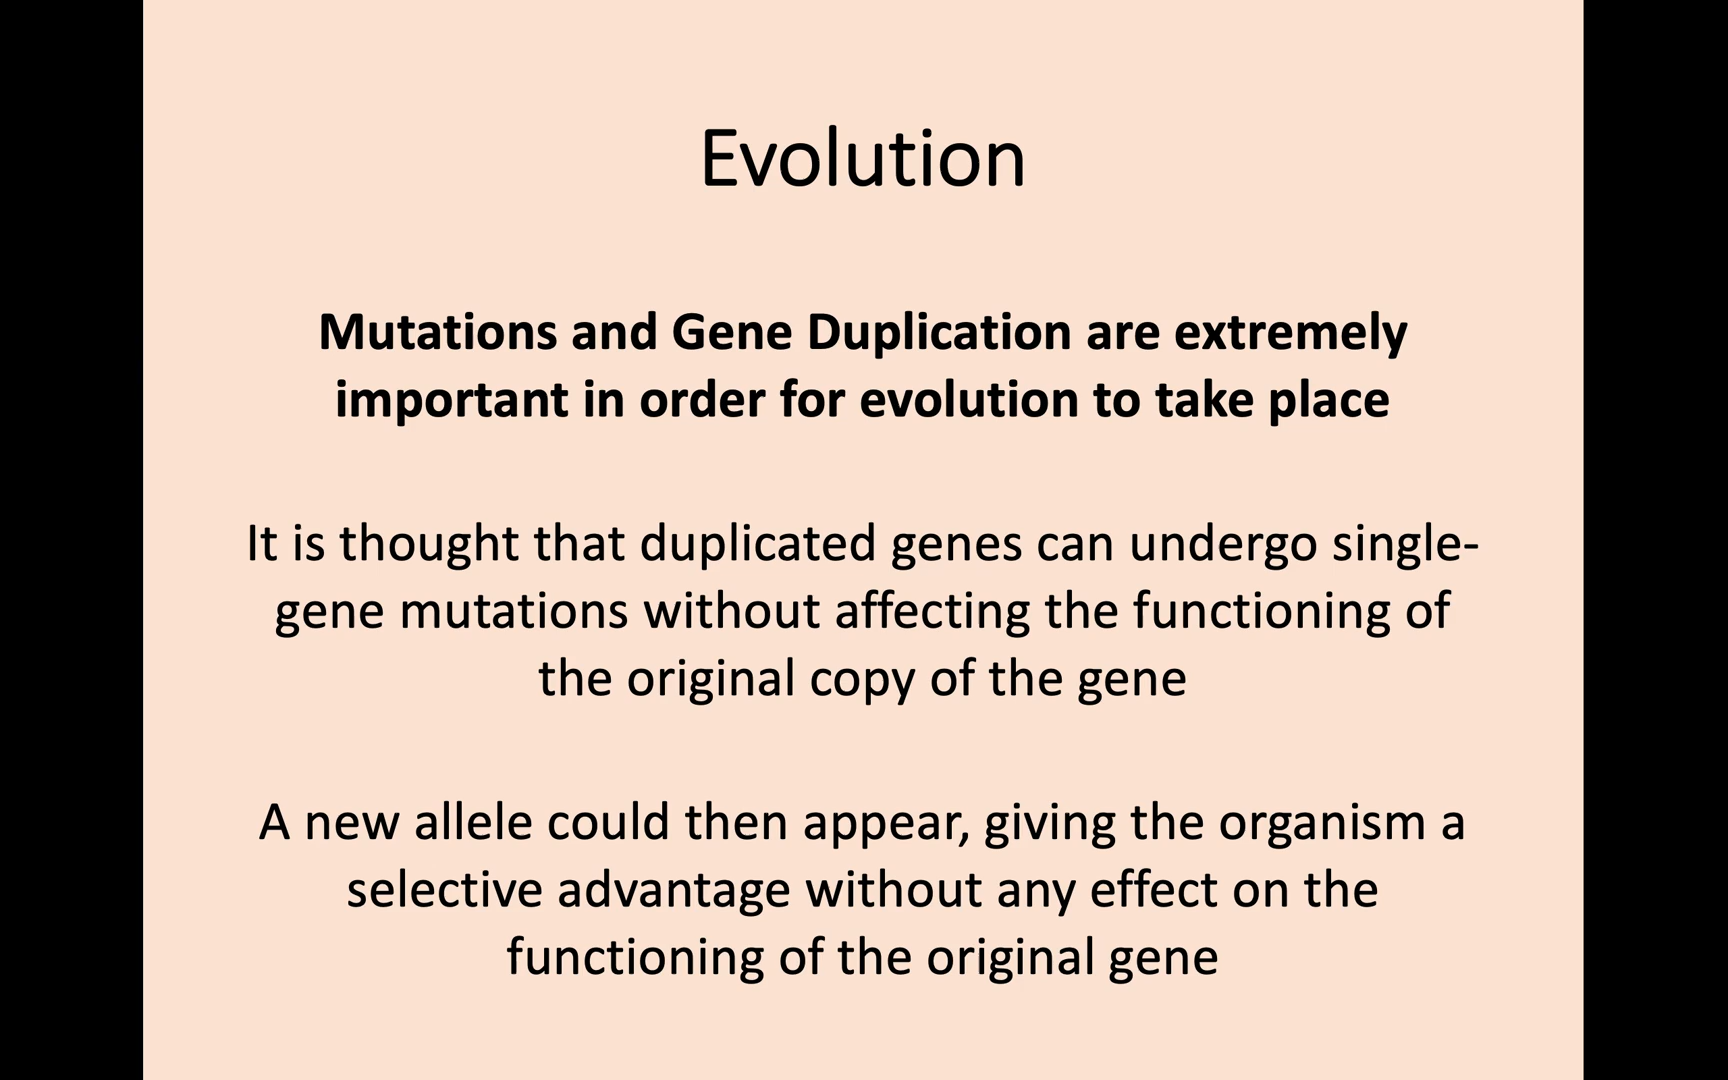 Evolution
Mutations and Gene Duplication are extremely
important in order for evolution to take place
It is thought that duplicated genes can undergo single-
gene mutations without affecting the functioning of
the original copy of the gene
A new allele could then appear, giving the organism a
selective advantage without any effect on the
functioning of the original gene